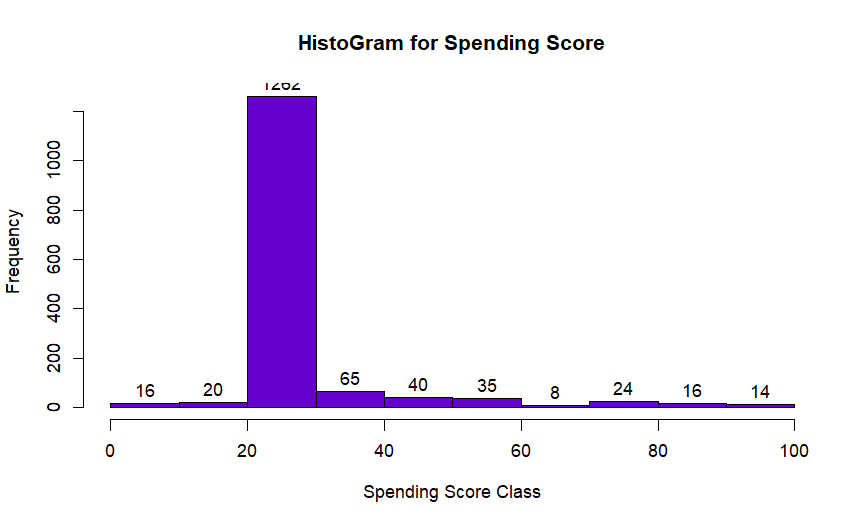 HistoGram for Spending Score
1262
1000
800
600
400
200
0
Frequency
16 20 65 40 35 8 24 16 14
0 20 40 60 80 100
Spending Score Class